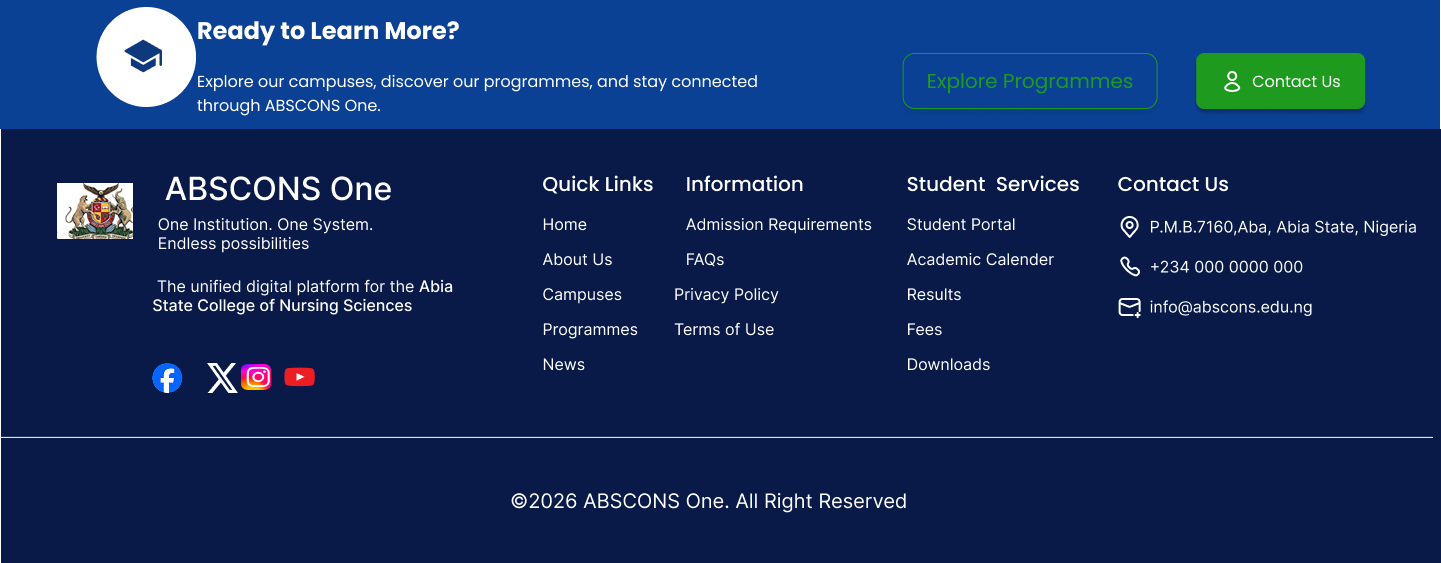 Ready to Learn More?
Explore our campuses, discover our programmes, and stay connected
through ABSCONS One.
Explore Programmes
Contact Us
ABSCONS One
One Institution. One System.
Endless possibilities
The unified digital platform for the Abia
State College of Nursing Sciences
Quick Links
Home
About Us
Campuses
Programmes
News
Information
Admission Requirements
FAQs
Privacy Policy
Terms of Use
Student Services
Student Portal
Academic Calender
Results
Fees
Downloads
Contact Us
P.M.B.7160,Aba, Abia State, Nigeria
+234 000 0000 000
info@abscons.edu.ng
©2026 ABSCONS One. All Right Reserved